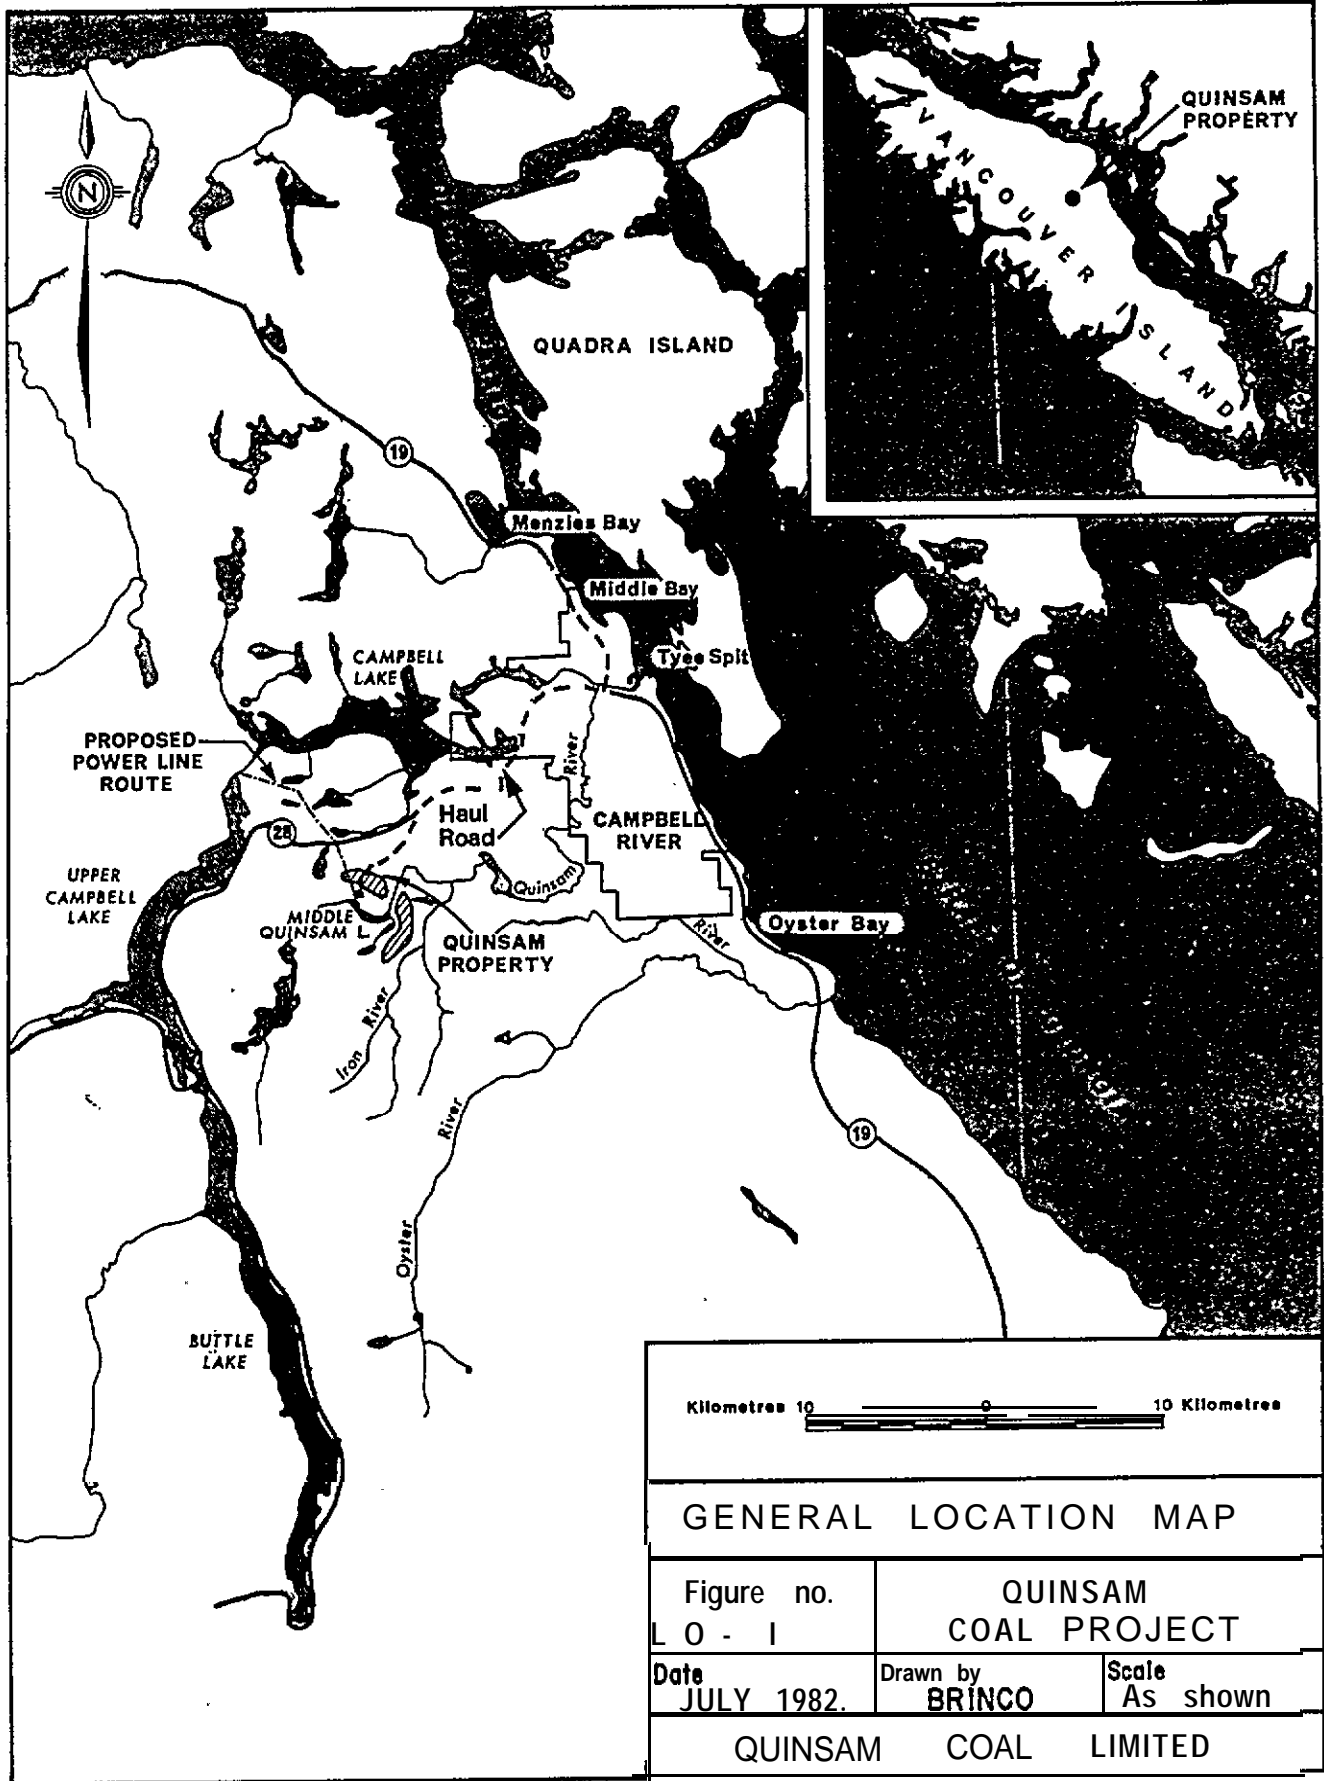 QUINSAM
PROPERTY
VANCOUVER ISLAND
N
QUADRA ISLAND
19
Menzies Bay
Middle Bay
Tyee Spit
CAMPBELL
LAKE
PROPOSED
POWER LINE
ROUTE
River
Haul
Road
CAMPBELL
RIVER
28
UPPER
CAMPBELL
LAKE
Quinsam
MIDDLE
QUINSAM L.
QUINSAM
PROPERTY
River
Oyster Bay
Iron River
Oyster River
19
BUTTLE
LAKE
Kilometres 10 0 10 Kilometres
GENERAL LOCATION MAP
Figure no.
LO - I
QUINSAM
COAL PROJECT
Date
JULY 1982.
Drawn by
BRINCO
Scale
As shown
QUINSAM COAL LIMITED